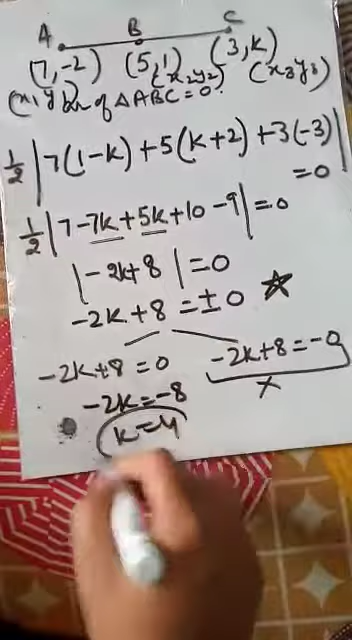 A B C
(7, -2) (5, 1) (3, k)
(x₂y₂) (x₃y₃)
of △ABC = 0
1/2 |7(1-k) + 5(k+2) + 3(-3)|
= 0
1/2 |7 - 7k + 5k + 10 - 9| = 0
|-2k + 8| = 0
-2k + 8 = ± 0 ☆
-2k + 8 = 0 -2k + 8 = -0
-2k = -8 ×
k = 4